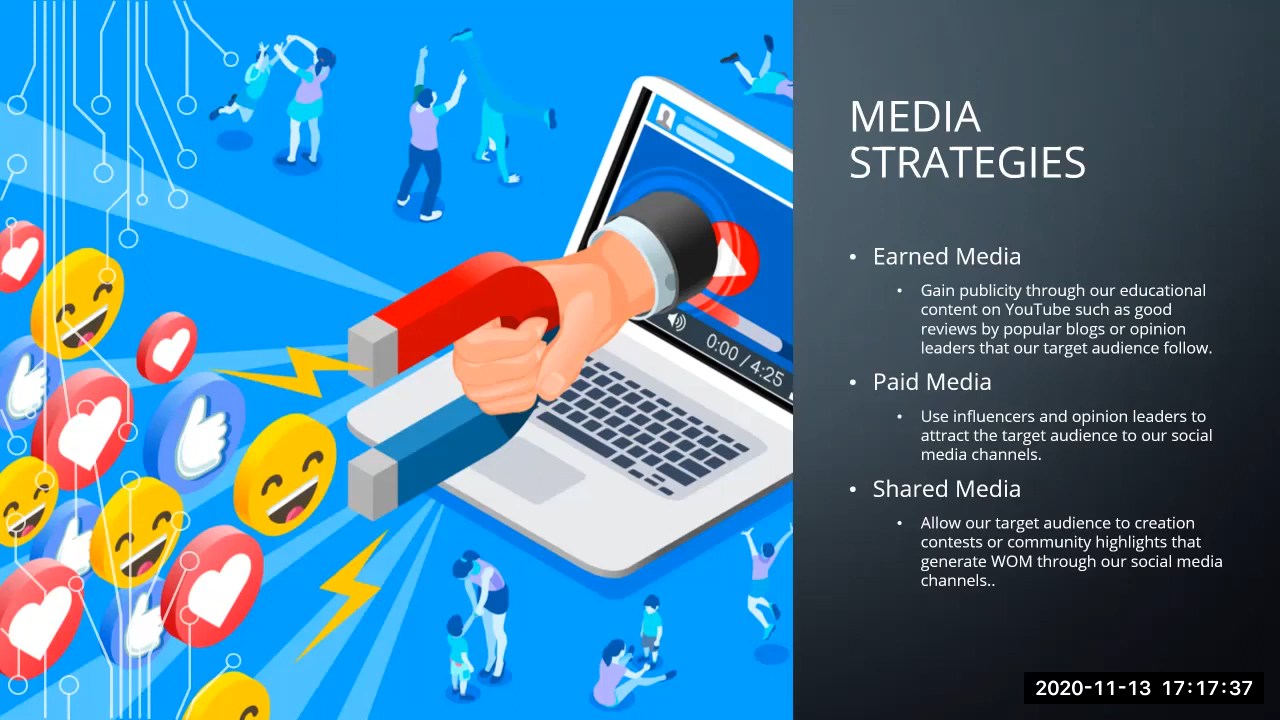 MEDIA
STRATEGIES
• Earned Media
• Gain publicity through our educational
content on YouTube such as good
reviews by popular blogs or opinion
leaders that our target audience follow.
• Paid Media
• Use influencers and opinion leaders to
attract the target audience to our social
media channels.
• Shared Media
• Allow our target audience to creation
contests or community highlights that
generate WOM through our social media
channels..
0:00 / 4:25
2020-11-13 17:17:37